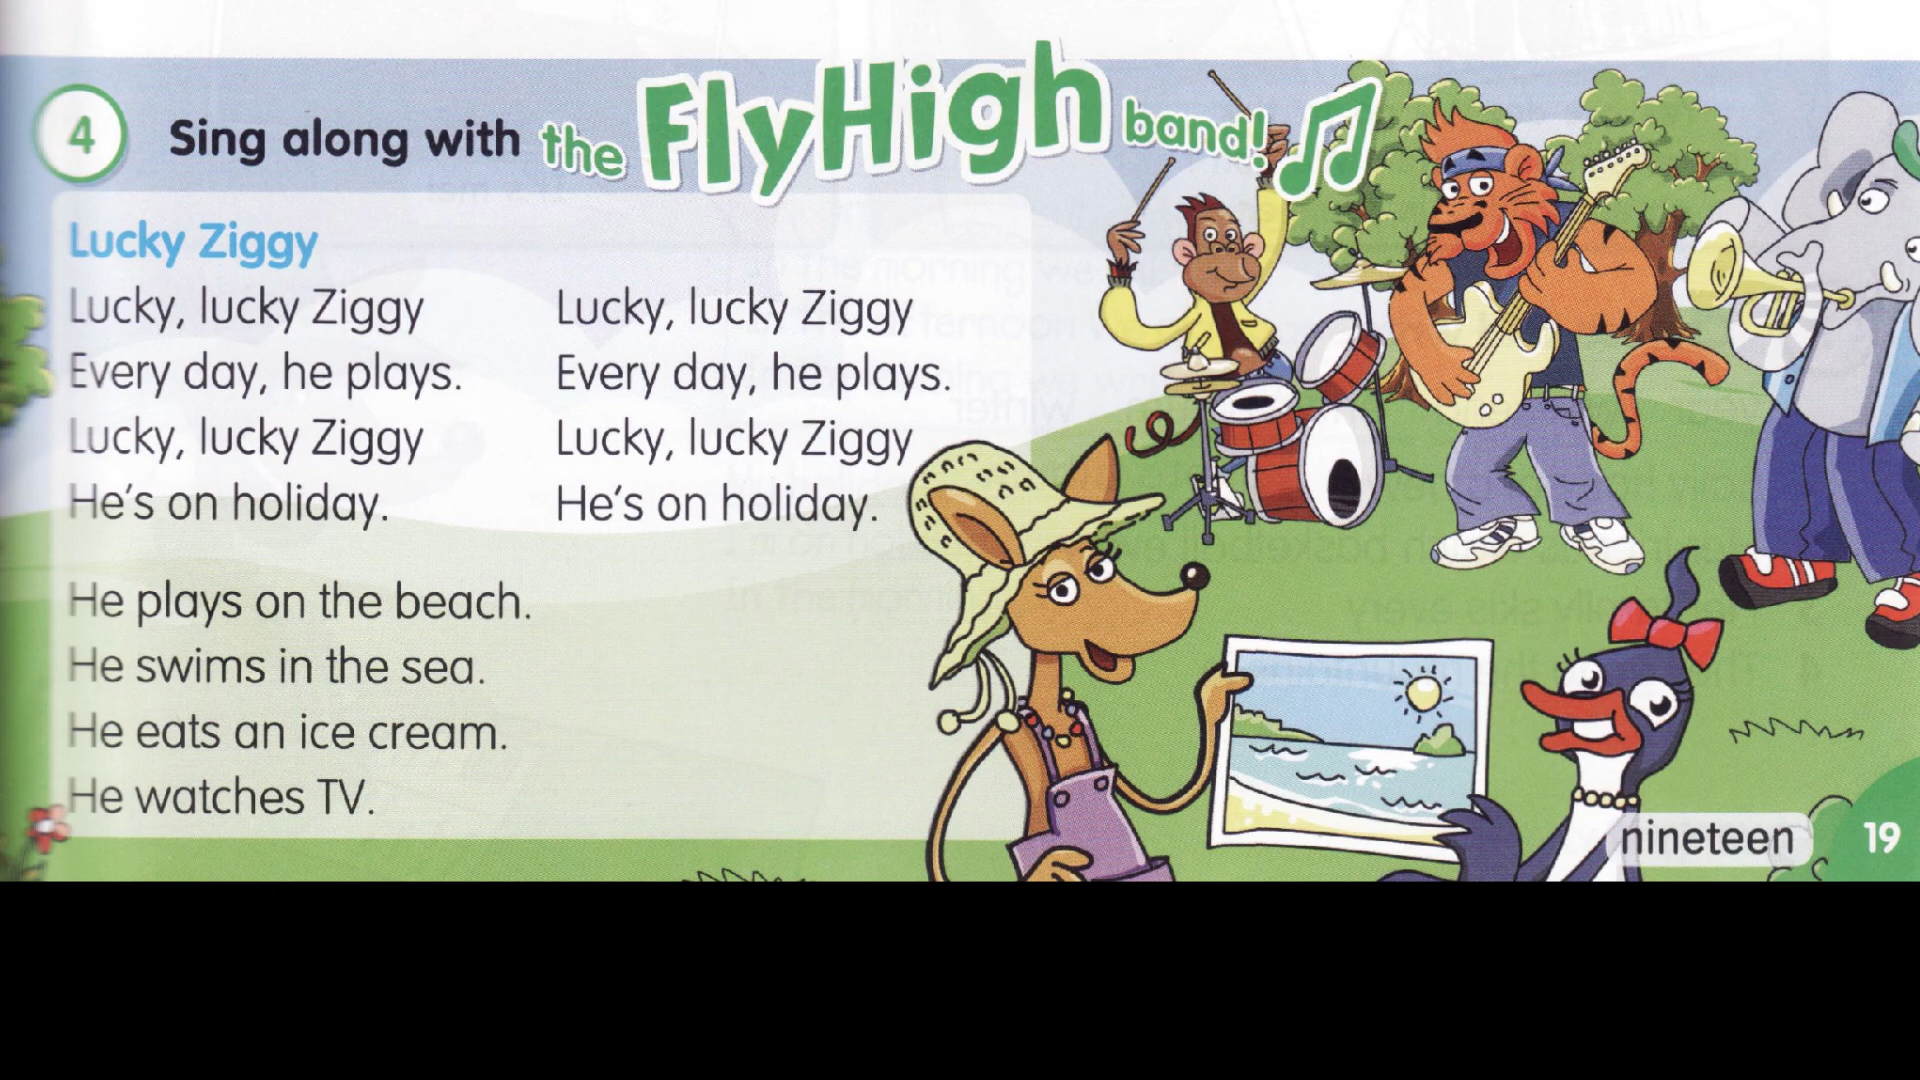 4
Sing along with the FlyHigh band!
Lucky Ziggy
Lucky, lucky Ziggy
Every day, he plays.
Lucky, lucky Ziggy
He's on holiday.
He plays on the beach.
He swims in the sea.
He eats an ice cream.
He watches TV.
Lucky, lucky Ziggy
Every day, he plays.
Lucky, lucky Ziggy
He's on holiday.
nineteen 19